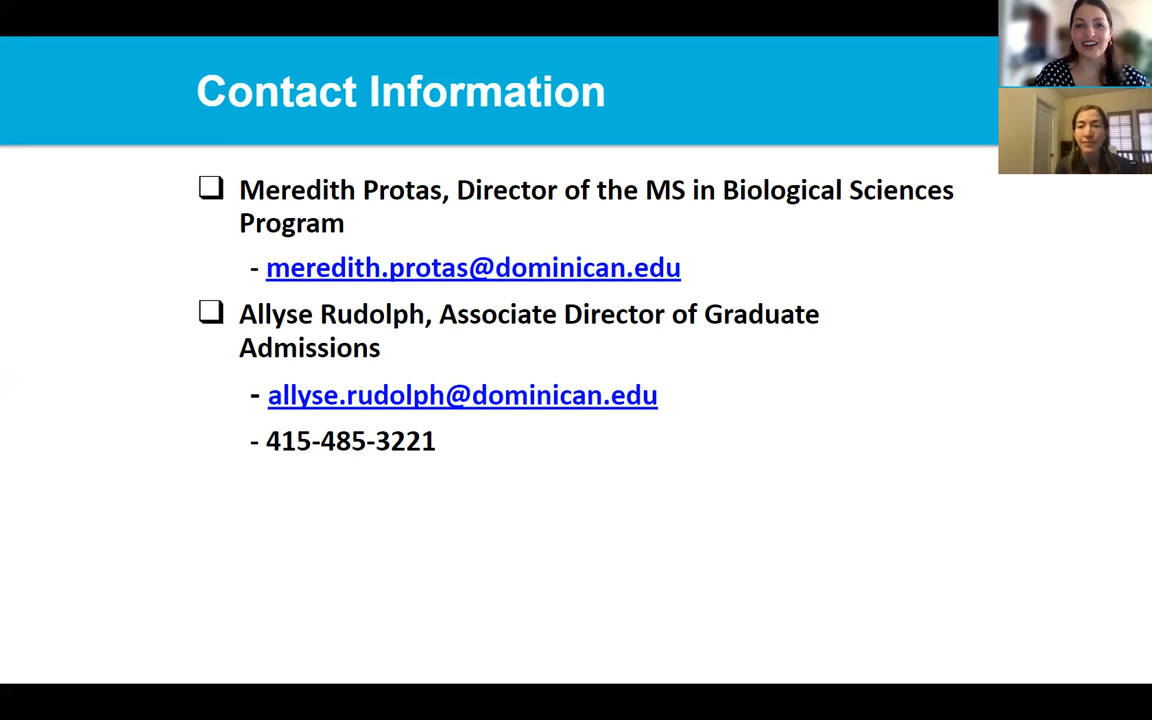 Contact Information
Meredith Protas, Director of the MS in Biological Sciences
Program
- meredith.protas@dominican.edu
Allyse Rudolph, Associate Director of Graduate
Admissions
- allyse.rudolph@dominican.edu
- 415-485-3221